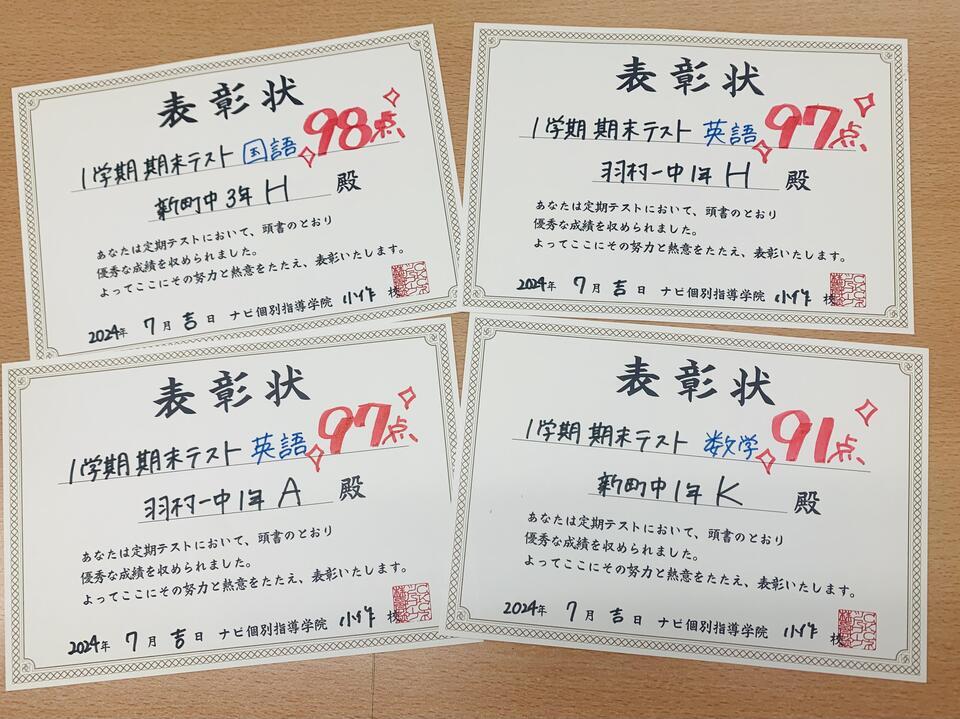 表彰状
1学期 期末テスト 国語 98点
新町中3年 H 殿
あなたは定期テストにおいて、頭書のとおり
優秀な成績を収められました。
よってここにその努力と熱意をたたえ、表彰いたします。
2024年 7月 吉日 ナビ個別指導学院 小作 校
表彰状
1学期 期末テスト 英語 97点
羽村一中1年 H 殿
あなたは定期テストにおいて、頭書のとおり
優秀な成績を収められました。
よってここにその努力と熱意をたたえ、表彰いたします。
2024年 7月 吉日 ナビ個別指導学院 小作 校
表彰状
1学期 期末テスト 英語 97点
羽村一中1年 A 殿
あなたは定期テストにおいて、頭書のとおり
優秀な成績を収められました。
よってここにその努力と熱意をたたえ、表彰いたします。
2024年 7月 吉日 ナビ個別指導学院 小作 校
表彰状
1学期 期末テスト 数学 91点
新町中1年 K 殿
あなたは定期テストにおいて、頭書のとおり
優秀な成績を収められました。
よってここにその努力と熱意をたたえ、表彰いたします。
2024年 7月 吉日 ナビ個別指導学院 小作 校